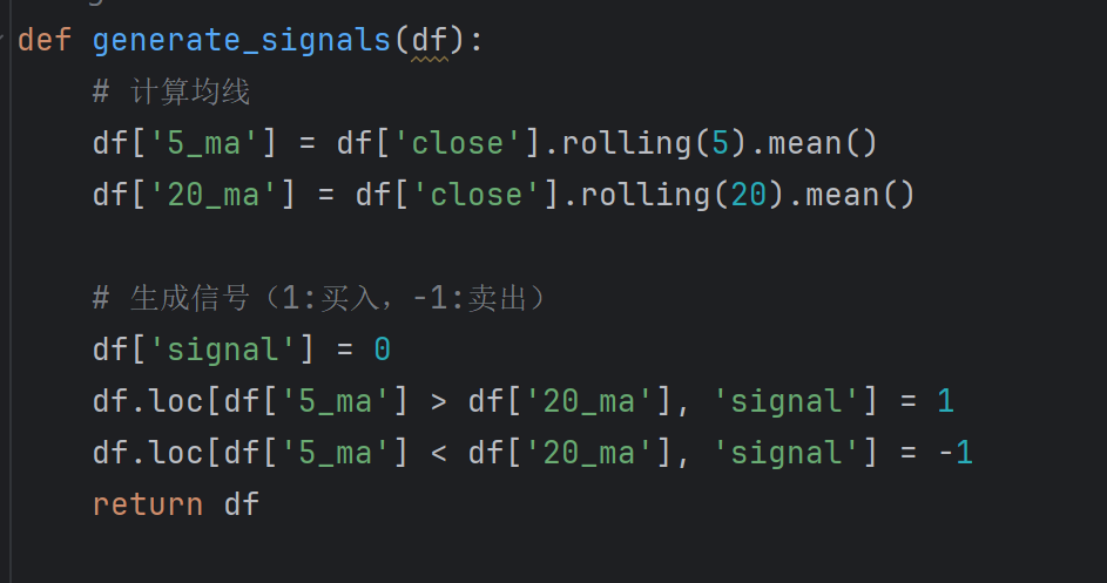 def generate_signals(df):
    # 计算均线
    df['5_ma'] = df['close'].rolling(5).mean()
    df['20_ma'] = df['close'].rolling(20).mean()

    # 生成信号（1:买入，-1:卖出）
    df['signal'] = 0
    df.loc[df['5_ma'] > df['20_ma'], 'signal'] = 1
    df.loc[df['5_ma'] < df['20_ma'], 'signal'] = -1
    return df